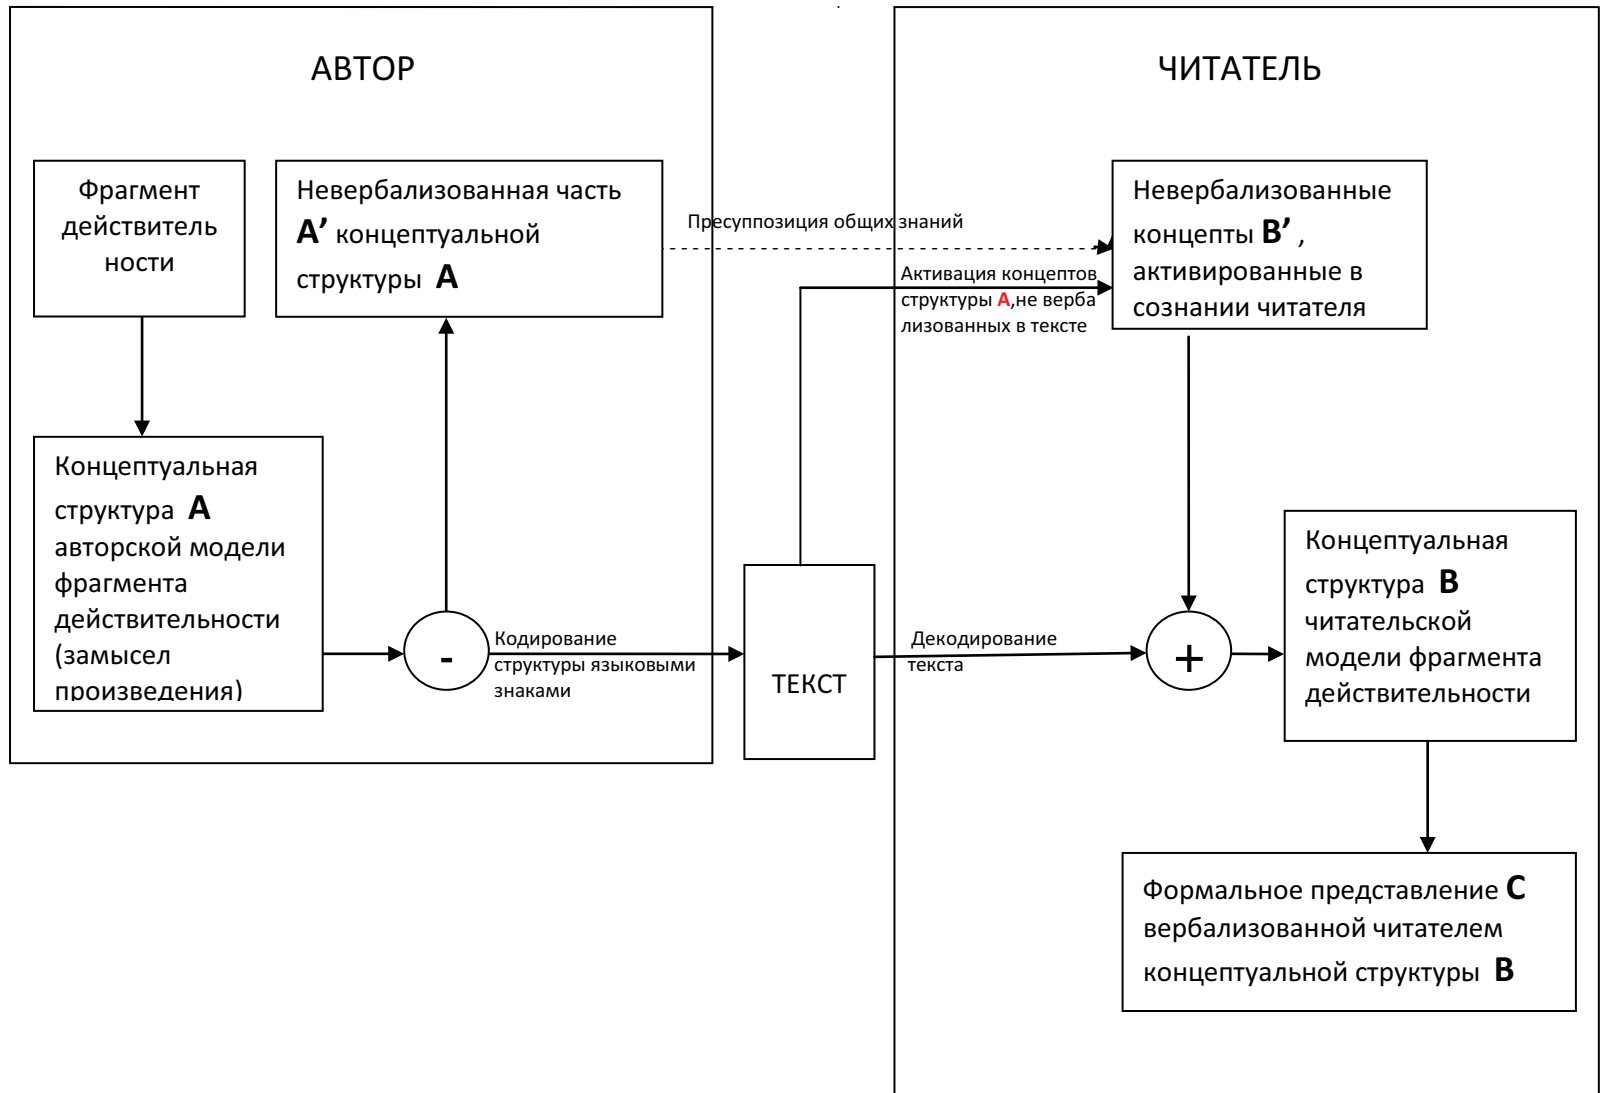 АВТОР
Фрагмент
действитель
ности
Невербализованная часть
А’ концептуальной
структуры А
Концептуальная
структура А
авторской модели
фрагмента
действительности
(замысел
произведения)
-
Кодирование
структуры языковыми
знаками
ТЕКСТ
Пресуппозиция общих знаний
Активация концептов
структуры А,не верба
лизованных в тексте
Декодирование
текста
ЧИТАТЕЛЬ
Невербализованные
концепты В’ ,
активированные в
сознании читателя
+
Концептуальная
структура В
читательской
модели фрагмента
действительности
Формальное представление С
вербализованной читателем
концептуальной структуры В